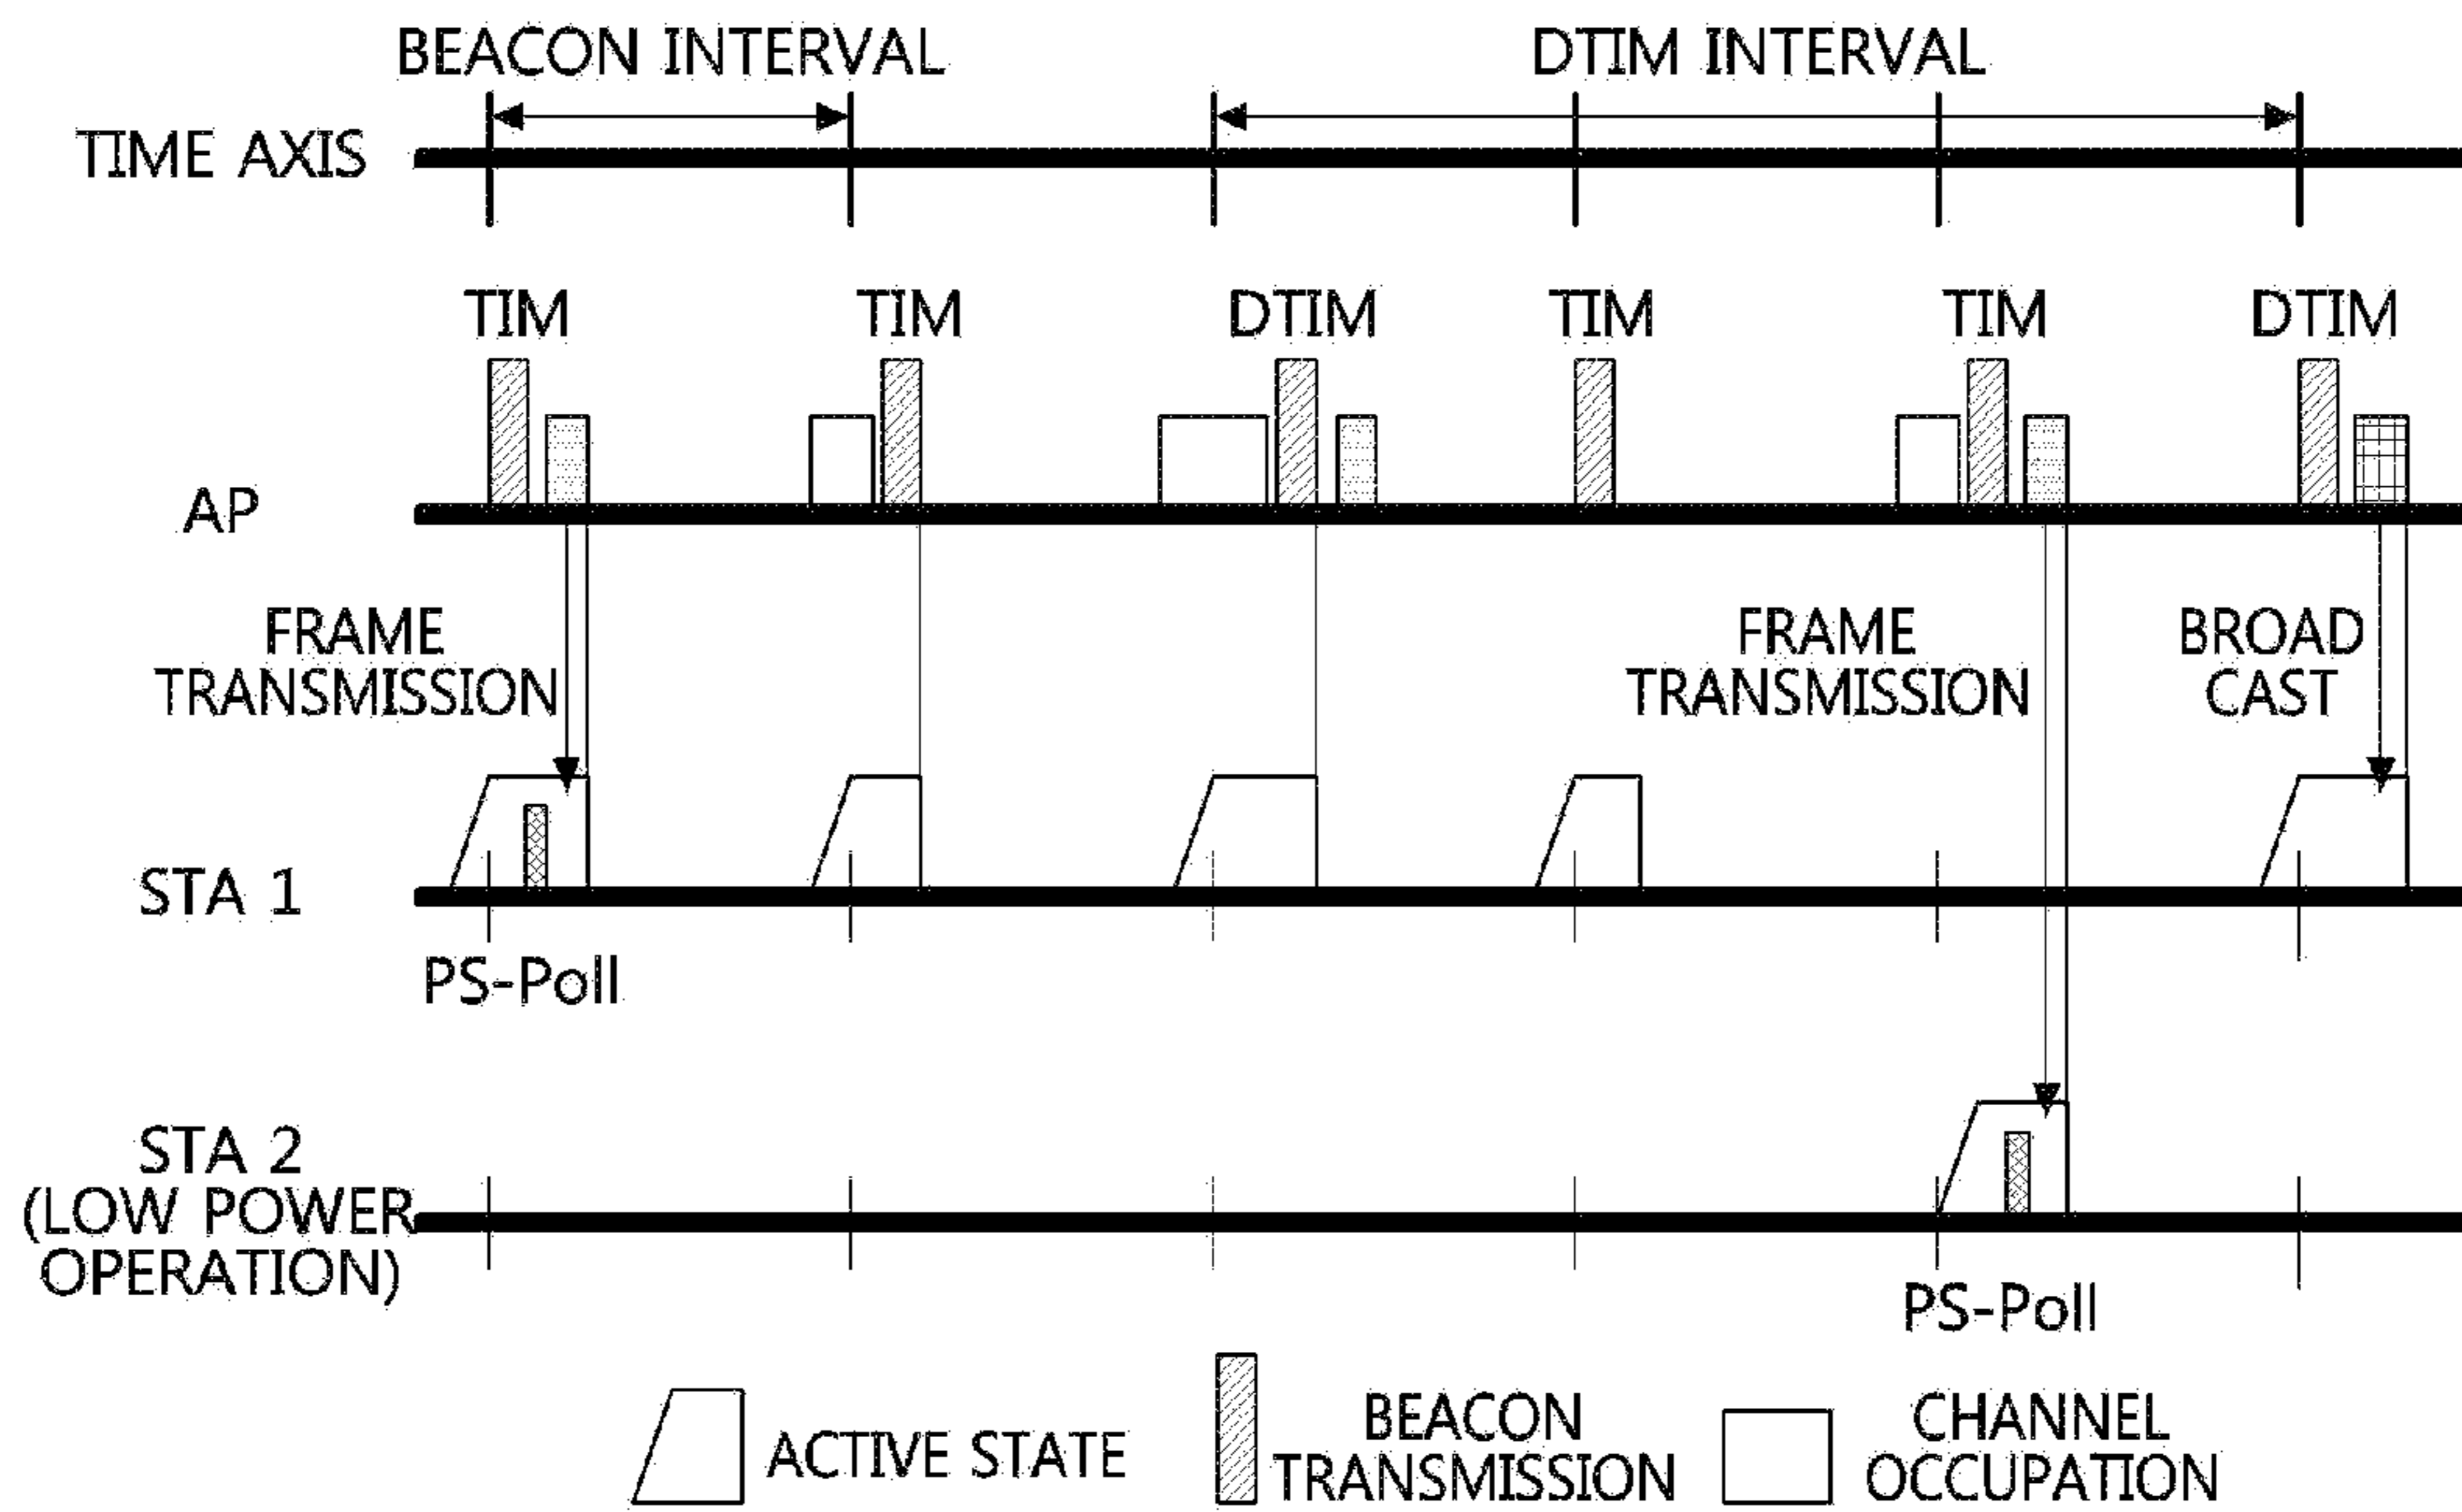 BEACON INTERVAL
DTIM INTERVAL
TIME AXIS
TIM
TIM
DTIM
TIM
TIM
DTIM
AP
FRAME
TRANSMISSION
FRAME
TRANSMISSION
BROAD
CAST
STA 1
PS-Poll
STA 2
(LOW POWER
OPERATION)
PS-Poll
ACTIVE STATE
BEACON
TRANSMISSION
CHANNEL
OCCUPATION